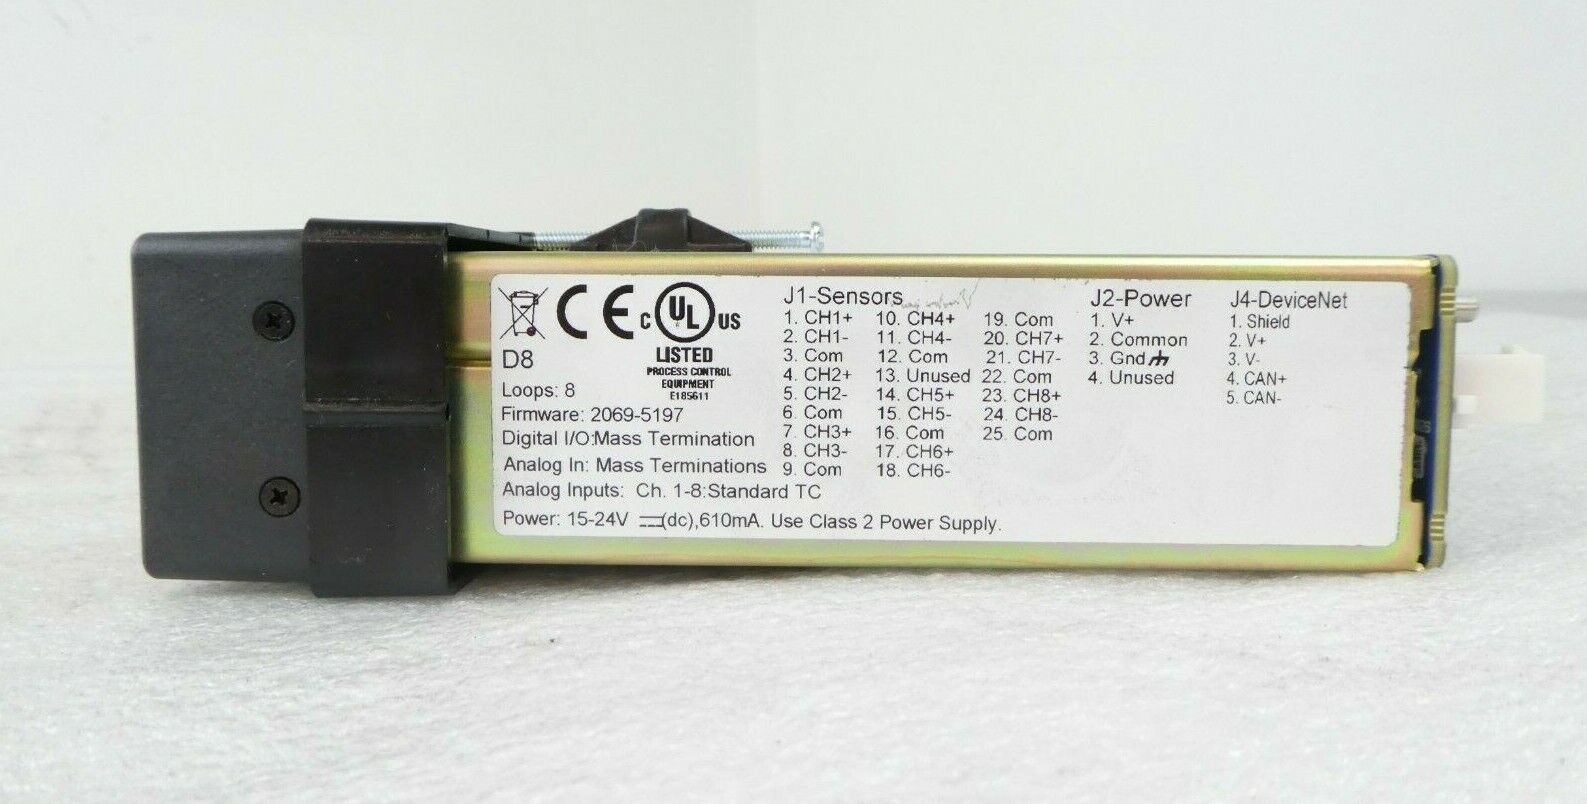 CE
C UL US
LISTED
PROCESS CONTROL
EQUIPMENT
E185611
D8
Loops: 8
Firmware: 2069-5197
Digital I/O:Mass Termination
Analog In: Mass Terminations
Analog Inputs: Ch. 1-8:Standard TC
Power: 15-24V (dc),610mA. Use Class 2 Power Supply.
J1-Sensors
1. CH1+
2. CH1-
3. Com
4. CH2+
5. CH2-
6. Com
7. CH3+
8. CH3-
9. Com
10. CH4+
11. CH4-
12. Com
13. Unused
14. CH5+
15. CH5-
16. Com
17. CH6+
18. CH6-
19. Com
20. CH7+
21. CH7-
22. Com
23. CH8+
24. CH8-
25. Com
J2-Power
1. V+
2. Common
3. Gnd
4. Unused
J4-DeviceNet
1. Shield
2. V+
3. V-
4. CAN+
5. CAN-